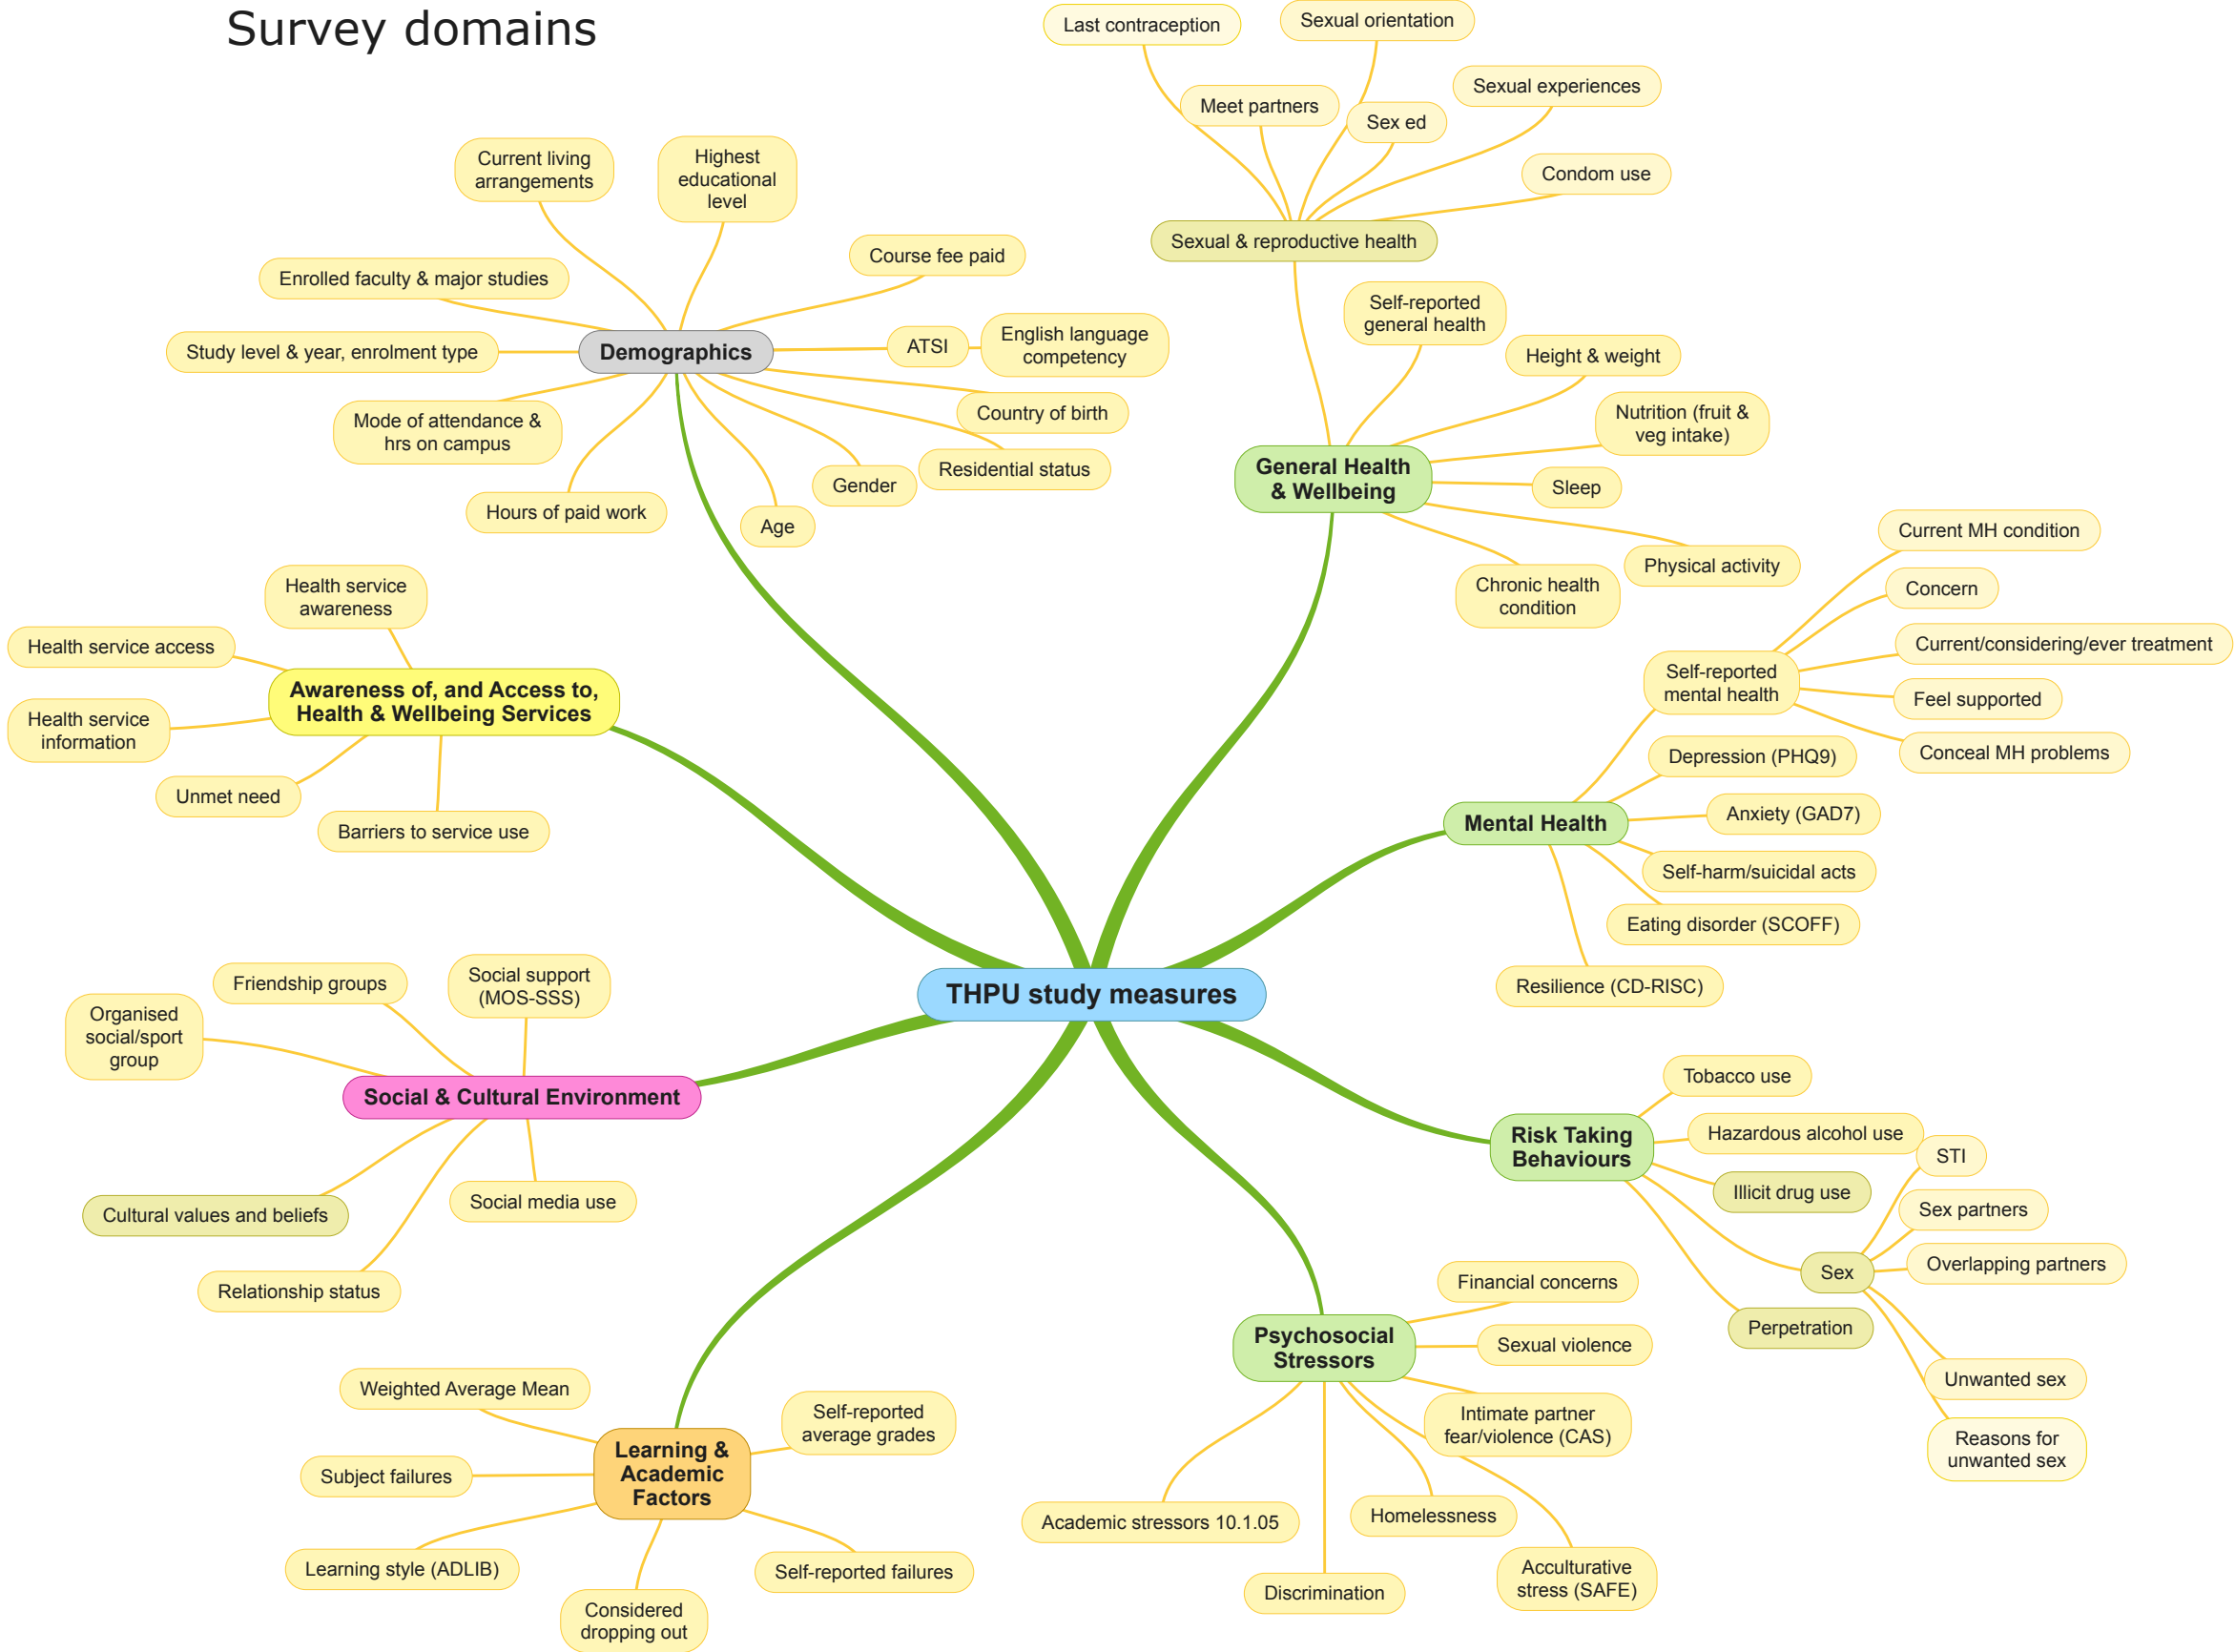 Survey domains
Last contraception
Sexual orientation
Meet partners
Sex ed
Sexual experiences
Condom use
Sexual & reproductive health
Current living
arrangements
Highest
educational
level
Course fee paid
Enrolled faculty & major studies
Study level & year, enrolment type
Demographics
ATSI
English language
competency
Mode of attendance &
hrs on campus
Country of birth
Residential status
Gender
Hours of paid work
Age
Self-reported
general health
Height & weight
Nutrition (fruit &
veg intake)
General Health
& Wellbeing
Sleep
Physical activity
Chronic health
condition
Health service
awareness
Health service access
Awareness of, and Access to,
Health & Wellbeing Services
Health service
information
Unmet need
Barriers to service use
Current MH condition
Concern
Current/considering/ever treatment
Self-reported
mental health
Feel supported
Conceal MH problems
Depression (PHQ9)
Mental Health
Anxiety (GAD7)
Self-harm/suicidal acts
Eating disorder (SCOFF)
Resilience (CD-RISC)
THPU study measures
Friendship groups
Social support
(MOS-SSS)
Organised
social/sport
group
Social & Cultural Environment
Cultural values and beliefs
Social media use
Relationship status
Tobacco use
Hazardous alcohol use
Risk Taking
Behaviours
STI
Illicit drug use
Sex partners
Sex
Overlapping partners
Perpetration
Unwanted sex
Reasons for
unwanted sex
Financial concerns
Psychosocial
Stressors
Sexual violence
Intimate partner
fear/violence (CAS)
Academic stressors 10.1.05
Homelessness
Discrimination
Acculturative
stress (SAFE)
Weighted Average Mean
Self-reported
average grades
Learning &
Academic
Factors
Subject failures
Learning style (ADLIB)
Considered
dropping out
Self-reported failures